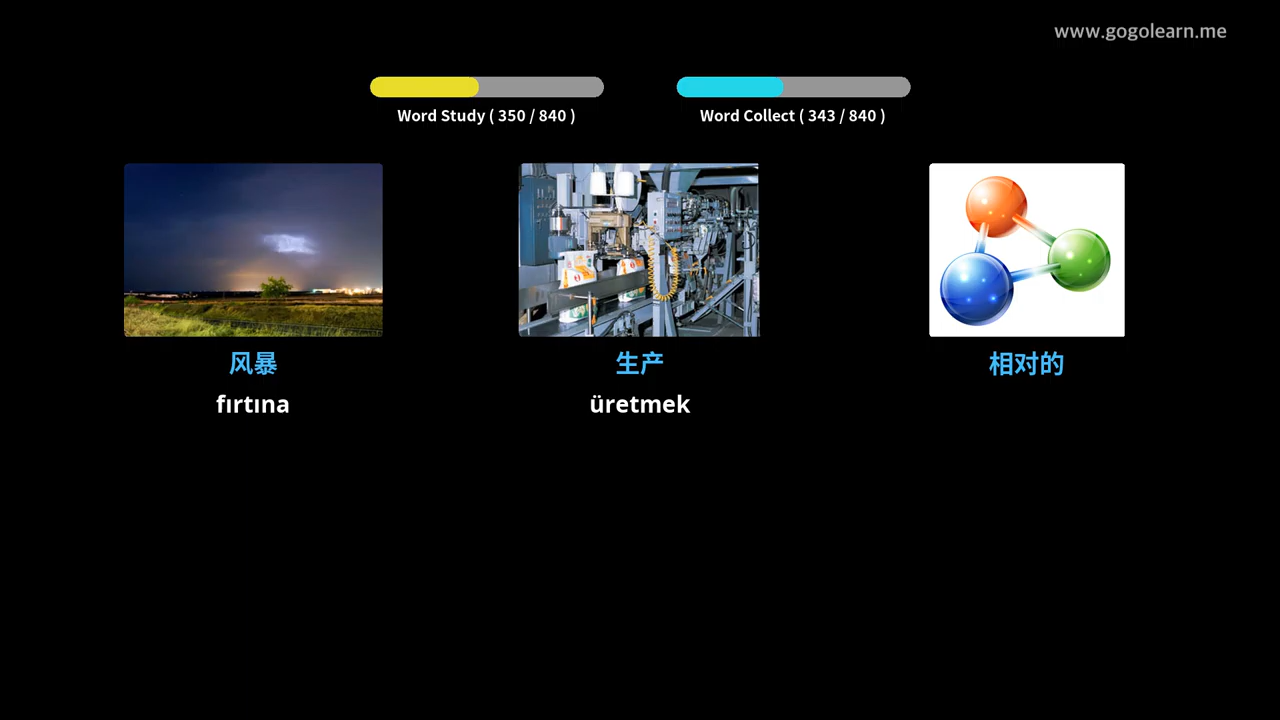 www.gogolearn.me
Word Study ( 350 / 840 )
Word Collect ( 343 / 840 )
风暴
fırtına
生产
üretmek
相对的